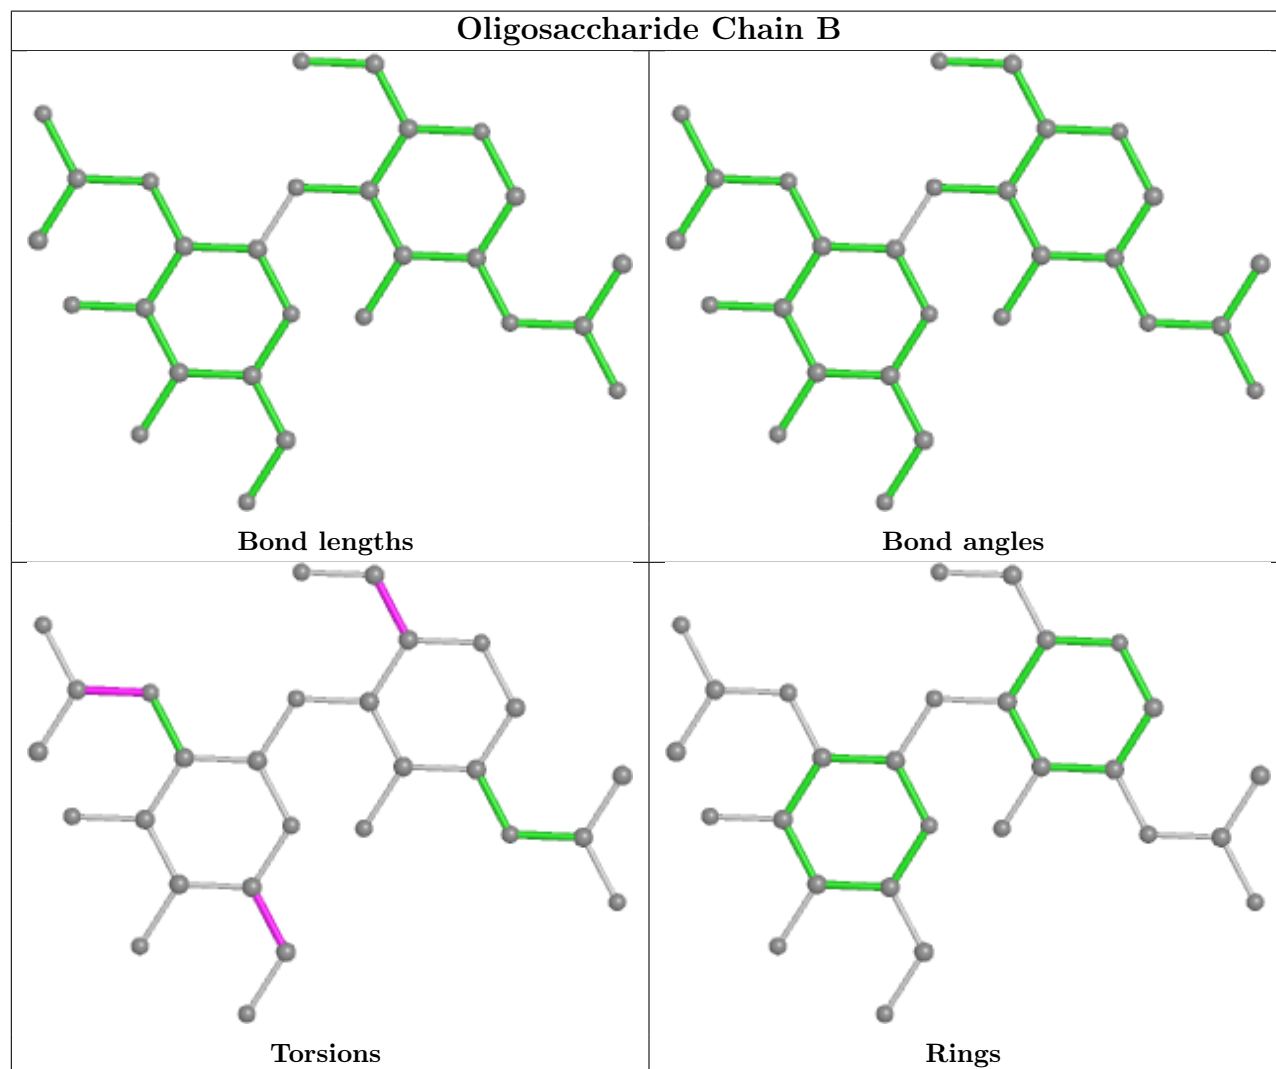 Oligosaccharide Chain B
Bond lengths
Bond angles
Torsions
Rings